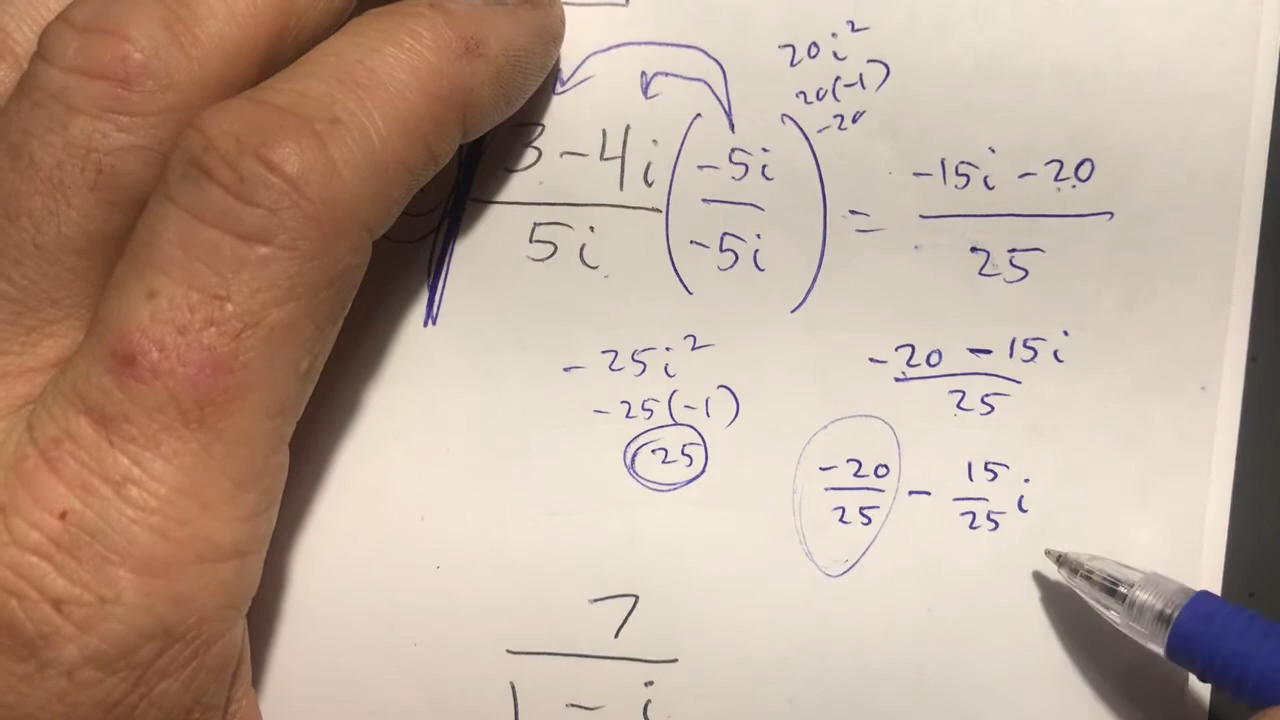 20i²
20(-1)
-20
3-4i/5i (-5i/-5i) = -15i -20/25
-25i²
-25(-1)
25
-20 - 15i/25
-20/25 - 15/25 i
7/1 - i